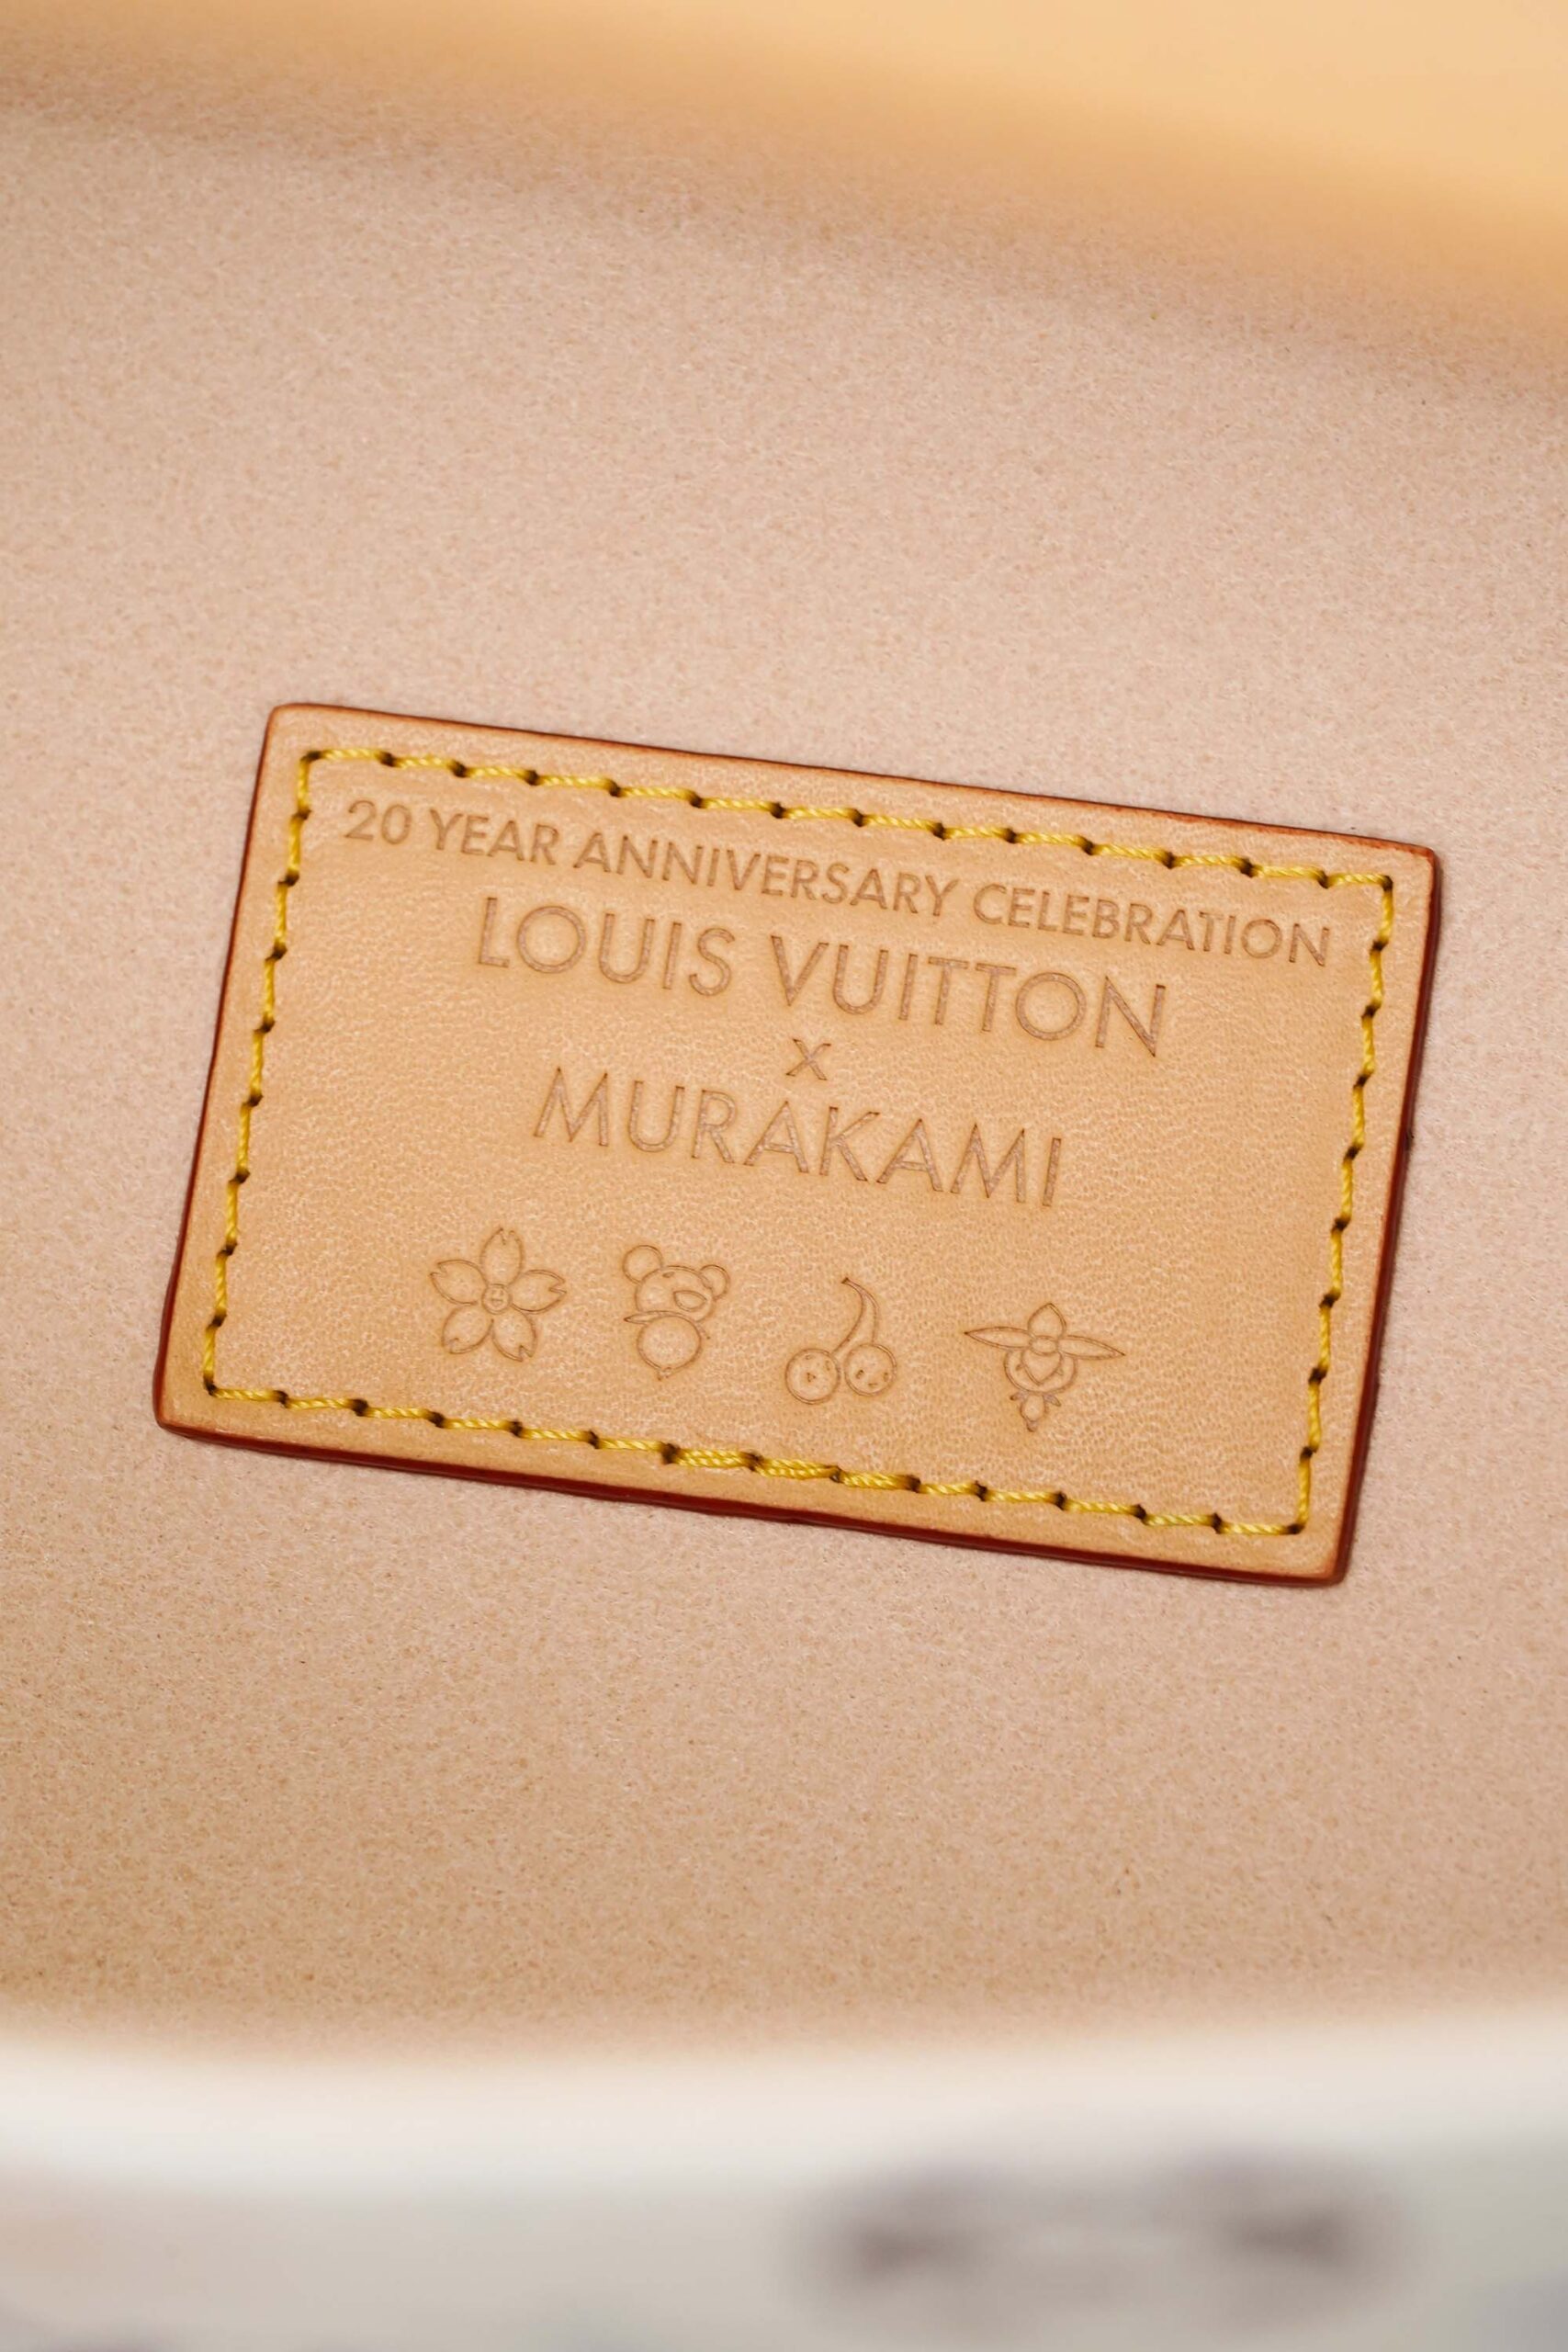 20 YEAR ANNIVERSARY CELEBRATION
LOUIS VUITTON
x
MURAKAMI